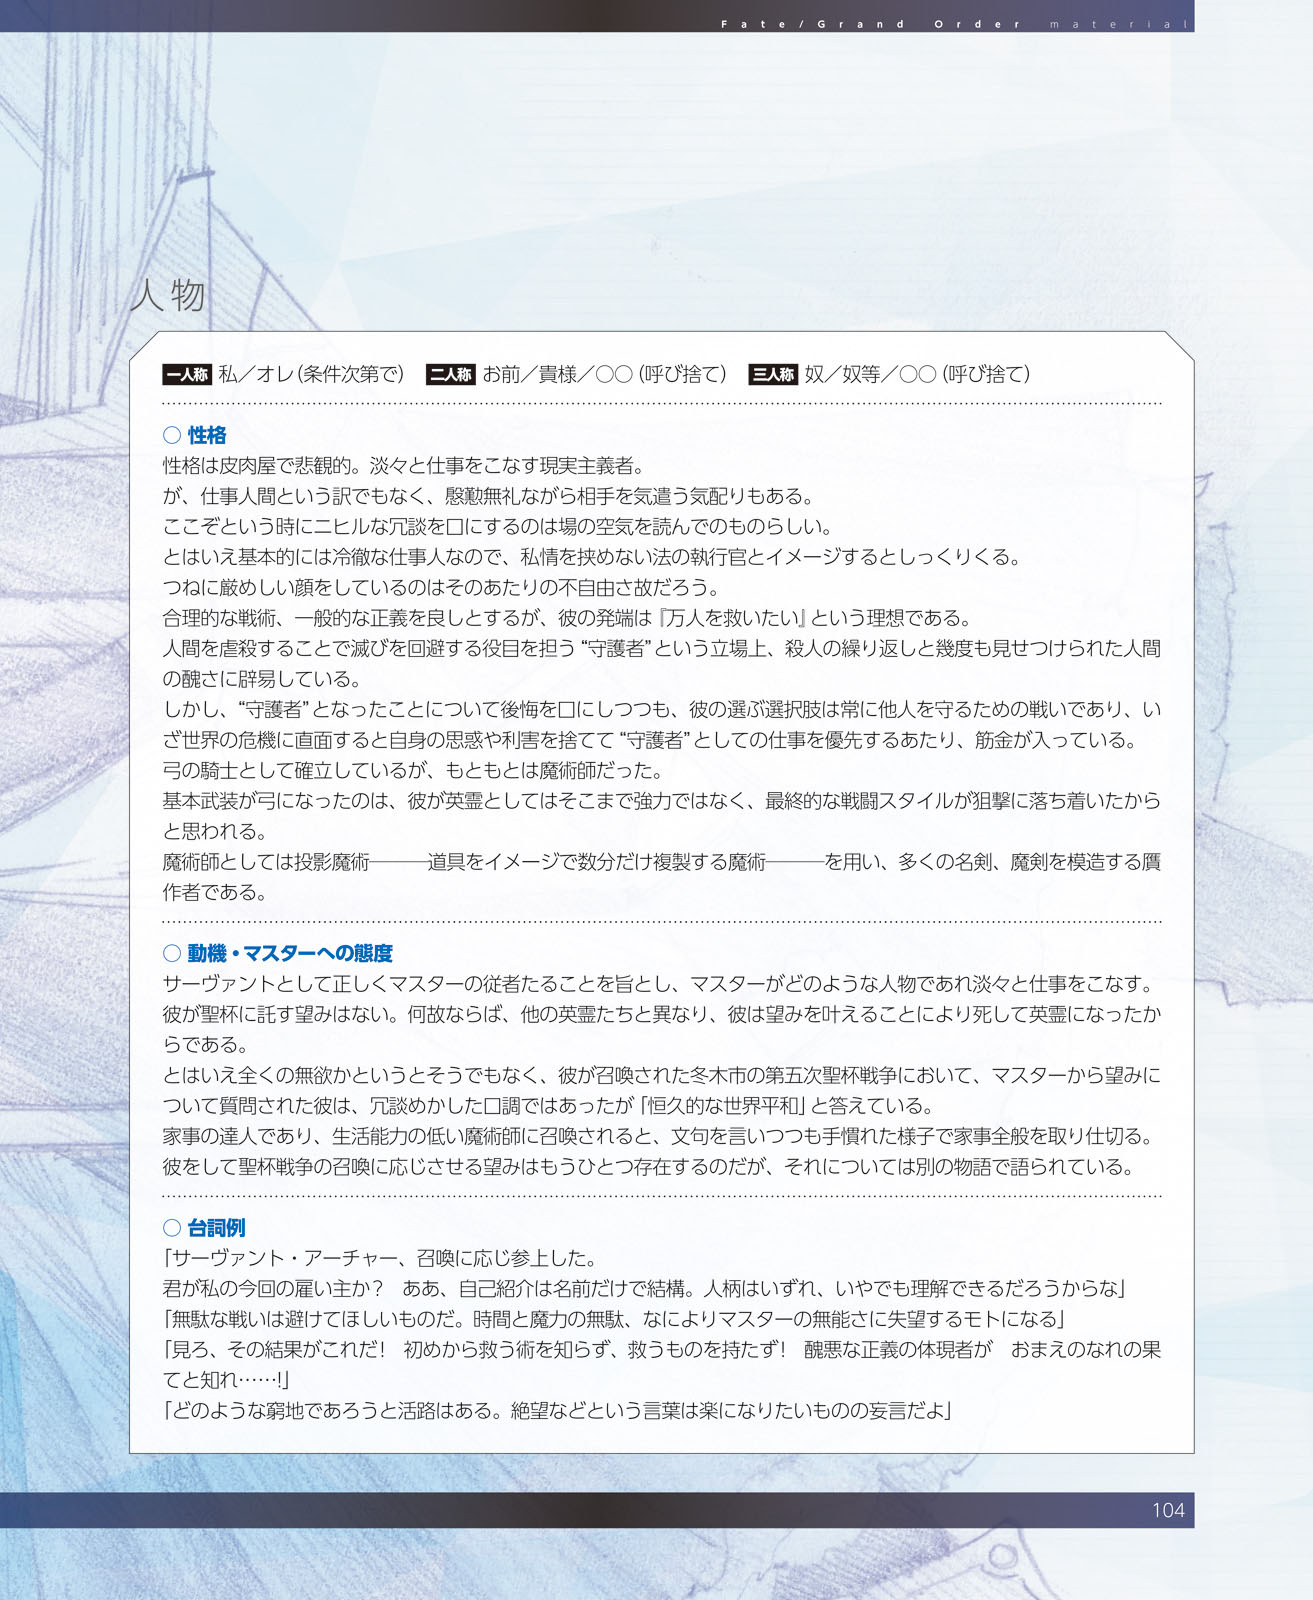 Fate/Grand Order material
人物
一人称 私／オレ（条件次第で） 二人称 お前／貴様／○○（呼び捨て） 三人称 奴／奴等／○○（呼び捨て）
○ 性格
性格は皮肉屋で悲観的。淡々と仕事をこなす現実主義者。
が、仕事人間という訳でもなく、慇懃無礼ながら相手を気遣う気配りもある。
ここぞという時にニヒルな冗談を口にするのは場の空気を読んでのものらしい。
とはいえ基本的には冷徹な仕事人なので、私情を挟めない法の執行官とイメージするとしっくりくる。
つねに厳めしい顔をしているのはそのあたりの不自由さ故だろう。
合理的な戦術、一般的な正義を良しとするが、彼の発端は『万人を救いたい』という理想である。
人間を虐殺することで滅びを回避する役目を担う“守護者”という立場上、殺人の繰り返しと幾度も見せつけられた人間
の醜さに辟易している。
しかし、“守護者”となったことについて後悔を口にしつつも、彼の選ぶ選択肢は常に他人を守るための戦いであり、い
ざ世界の危機に直面すると自身の思惑や利害を捨てて“守護者”としての仕事を優先するあたり、筋金が入っている。
弓の騎士として確立しているが、もともとは魔術師だった。
基本武装が弓になったのは、彼が英霊としてはそこまで強力ではなく、最終的な戦闘スタイルが狙撃に落ち着いたから
と思われる。
魔術師としては投影魔術―――道具をイメージで数分だけ複製する魔術―――を用い、多くの名剣、魔剣を模造する贋
作者である。
○ 動機・マスターへの態度
サーヴァントとして正しくマスターの従者たることを旨とし、マスターがどのような人物であれ淡々と仕事をこなす。
彼が聖杯に託す望みはない。何故ならば、他の英霊たちと異なり、彼は望みを叶えることにより死して英霊になったか
らである。
とはいえ全くの無欲かというとそうでもなく、彼が召喚された冬木市の第五次聖杯戦争において、マスターから望みに
ついて質問された彼は、冗談めかした口調ではあったが「恒久的な世界平和」と答えている。
家事の達人であり、生活能力の低い魔術師に召喚されると、文句を言いつつも手慣れた様子で家事全般を取り仕切る。
彼をして聖杯戦争の召喚に応じさせる望みはもうひとつ存在するのだが、それについては別の物語で語られている。
○ 台詞例
「サーヴァント・アーチャー、召喚に応じ参上した。
君が私の今回の雇い主か？　ああ、自己紹介は名前だけで結構。人柄はいずれ、いやでも理解できるだろうからな」
「無駄な戦いは避けてほしいものだ。時間と魔力の無駄、なによりマスターの無能さに失望するモトになる」
「見ろ、その結果がこれだ！　初めから救う術を知らず、救うものを持たず！　醜悪な正義の体現者が　おまえのなれの果
てと知れ……!」
「どのような窮地であろうと活路はある。絶望などという言葉は楽になりたいものの妄言だよ」
104